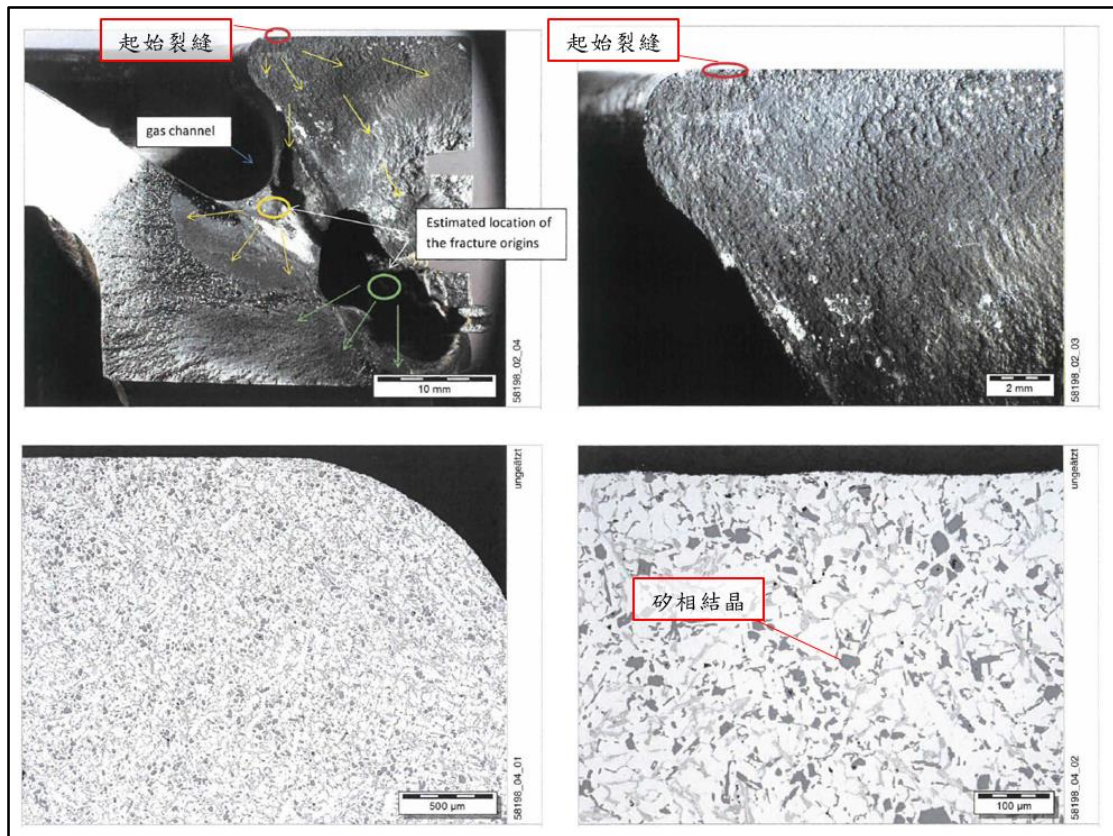 起始裂縫
gas channel
Estimated location of
the fracture origins
10 mm
58198_02_04
起始裂縫
2 mm
58198_02_03
ungeätzt
500 µm
58198_04_01
ungeätzt
矽相結晶
100 µm
58198_04_02